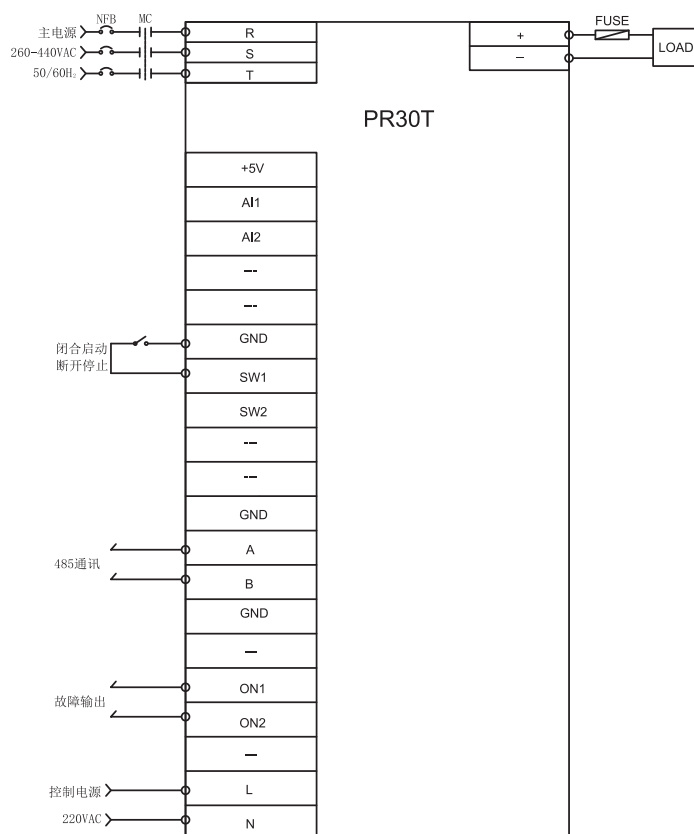 NFB MC
主电源
260-440VAC
50/60Hz
R
S
T
+
−
FUSE
LOAD
PR30T
+5V
AI1
AI2
---
---
GND
闭合启动
断开停止
SW1
SW2
---
---
GND
485通讯
A
B
GND
—
故障输出
ON1
ON2
—
控制电源
220VAC
L
N